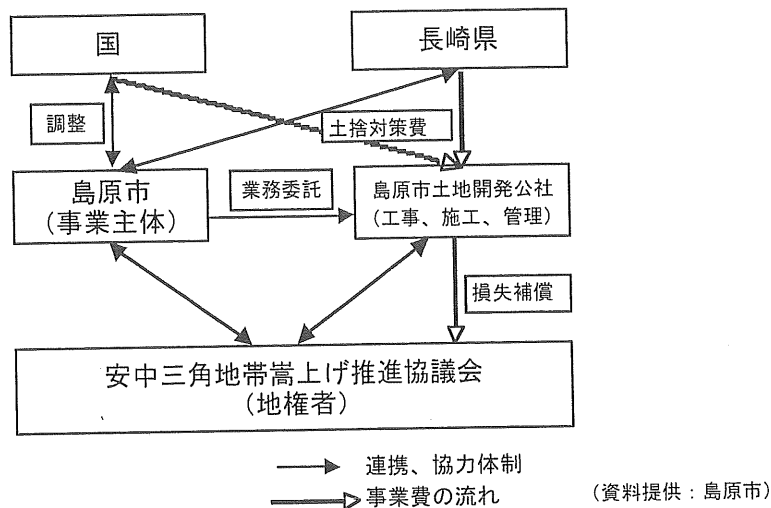 国
長崎県
調整
土捨対策費
島原市
(事業主体)
業務委託
島原市土地開発公社
(工事、施工、管理)
損失補償
安中三角地帯嵩上げ推進協議会
(地権者)
連携、協力体制
事業費の流れ
(資料提供:島原市)